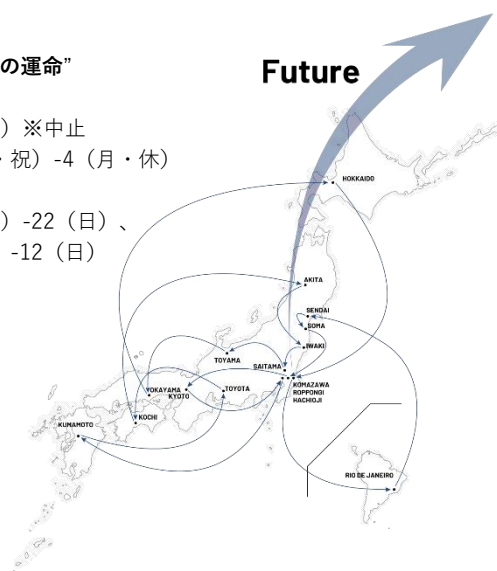 の運命”
）※中止
・祝）-4（月・休）
）-22（日）、
-12（日）
Future
HOKKAIDO
AKITA
SENDAI
SOMA
IWAKI
TOYAMA
SAITAMA
YOKAYAMA
KYOTO
TOYOTA
KOMAZAWA
ROPPONGI
HACHIOJI
KOCHI
KUMAMOTO
RIO DE JANEIRO